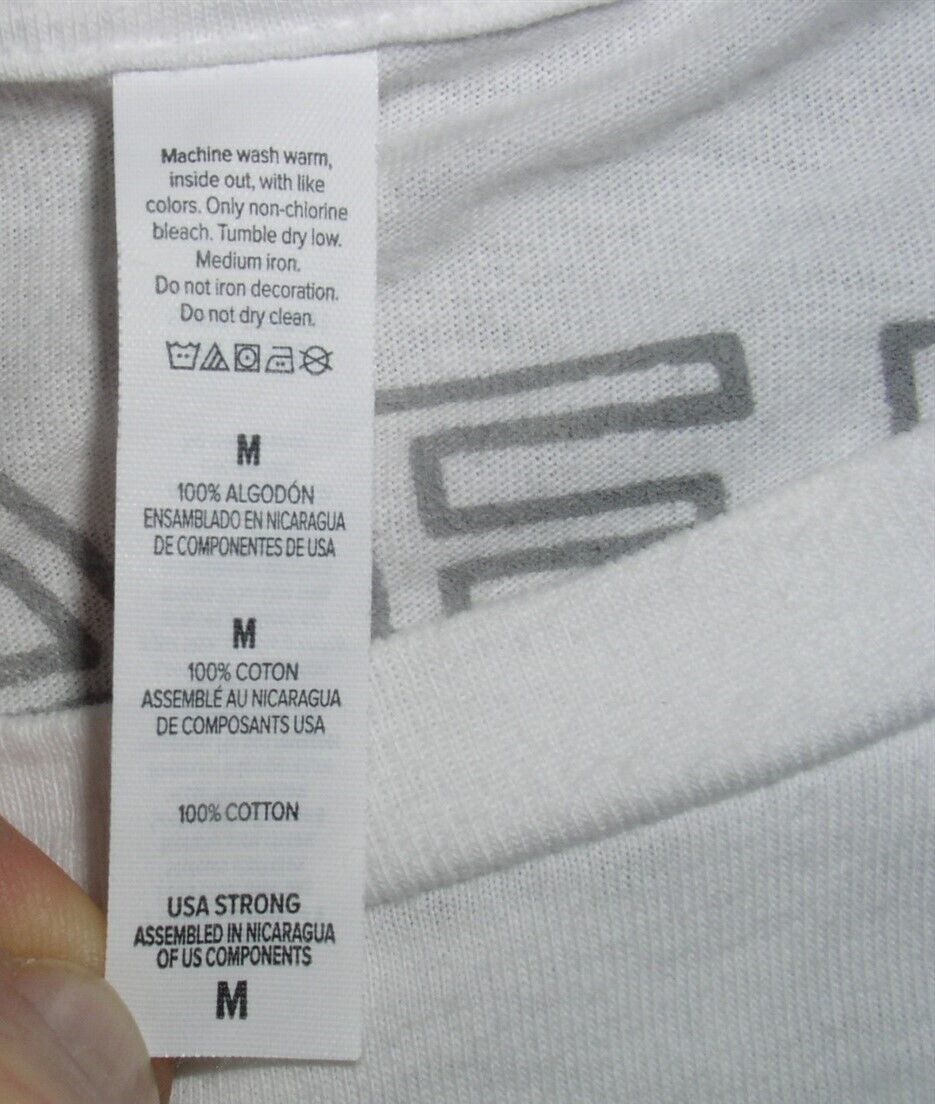 Machine wash warm,
inside out, with like
colors. Only non-chlorine
bleach. Tumble dry low.
Medium iron.
Do not iron decoration.
Do not dry clean.
M
100% ALGODÓN
ENSAMBLADO EN NICARAGUA
DE COMPONENTES DE USA
M
100% COTON
ASSEMBLÉ AU NICARAGUA
DE COMPOSANTS USA
100% COTTON
USA STRONG
ASSEMBLED IN NICARAGUA
OF US COMPONENTS
M